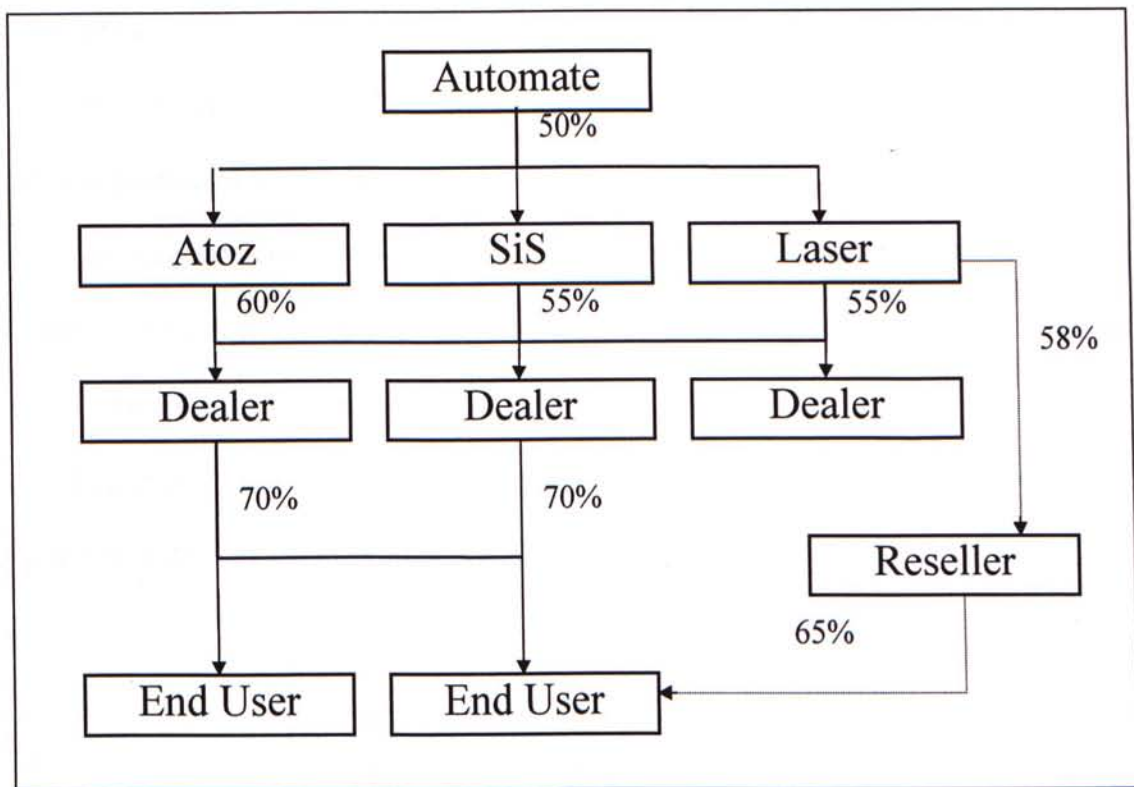 Automate
50%
Atoz
SiS
Laser
60%
55%
55%
58%
Dealer
Dealer
Dealer
70%
70%
Reseller
65%
End User
End User